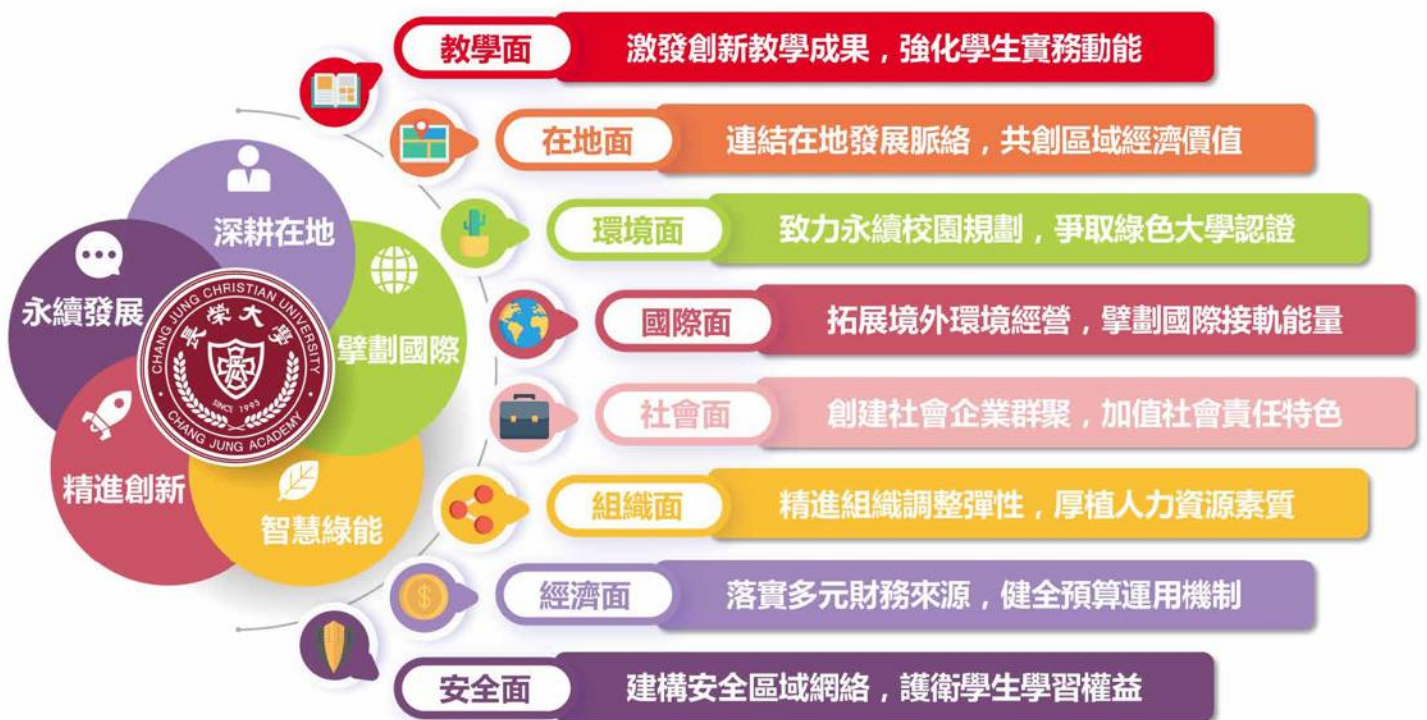 教學面
激發創新教學成果，強化學生實務動能
在地面
連結在地發展脈絡，共創區域經濟價值
環境面
致力永續校園規劃，爭取綠色大學認證
國際面
拓展境外環境經營，擘劃國際接軌能量
社會面
創建社會企業群聚，加值社會責任特色
組織面
精進組織調整彈性，厚植人力資源素質
經濟面
落實多元財務來源，健全預算運用機制
安全面
建構安全區域網絡，護衛學生學習權益
深耕在地
擘劃國際
智慧綠能
精進創新
永續發展
CHANG JUNG CHRISTIAN UNIVERSITY
長榮大學
SINCE 1993
CHANG JUNG ACADEMY